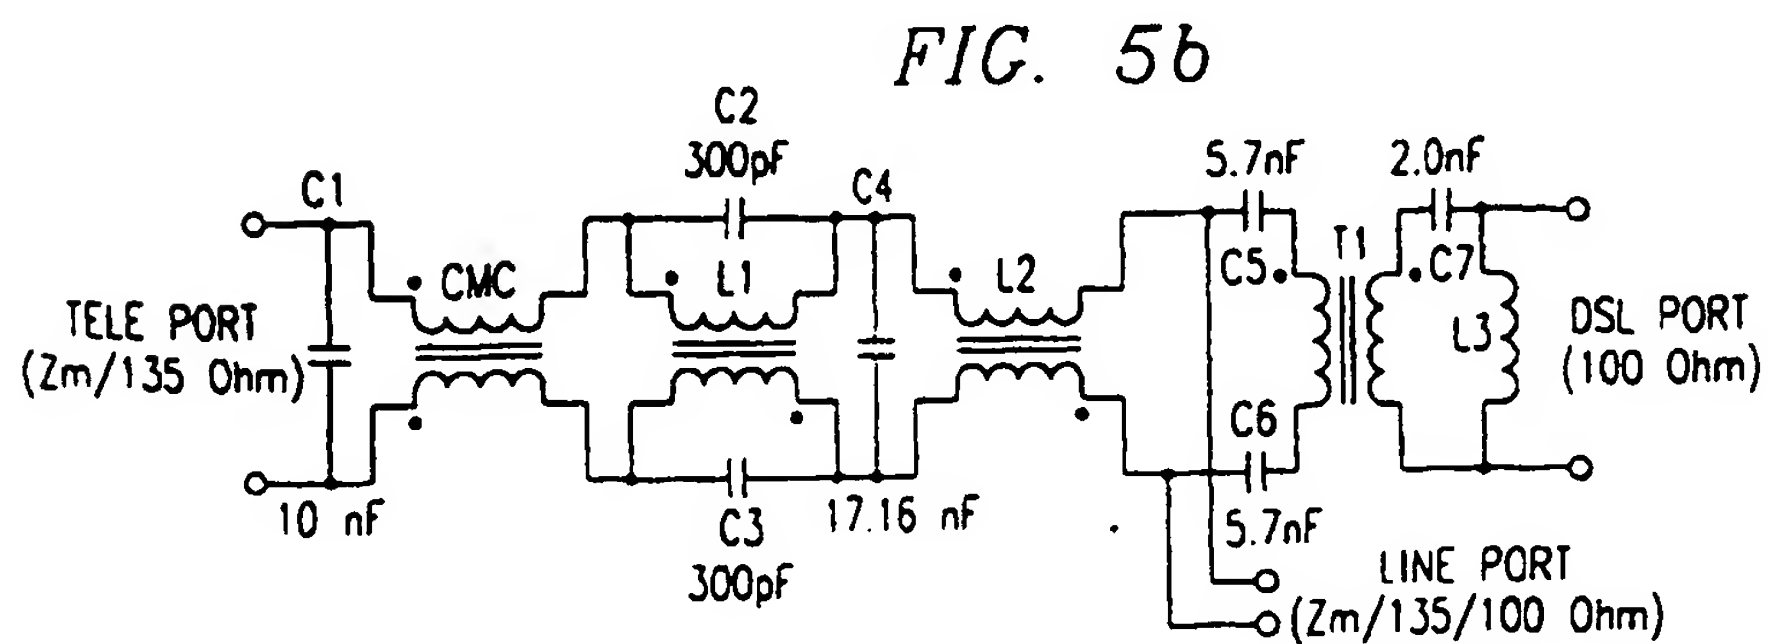 FIG. 5b
C2
300pF
5.7nF
2.0nF
C1
C4
CMC
L1
L2
C5
T1
C7
TELE PORT
(Zm/135 Ohm)
L3
DSL PORT
(100 Ohm)
C6
10 nF
C3
300pF
17.16 nF
5.7nF
LINE PORT
(Zm/135/100 Ohm)